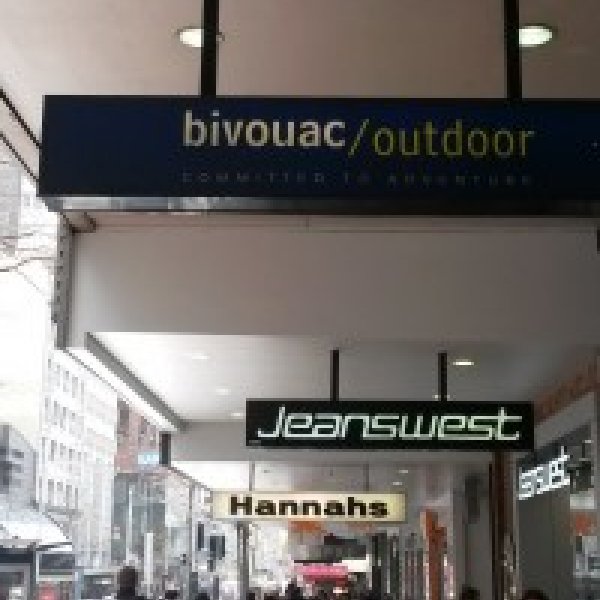 bivouac/outdoor
COMMITTED TO ADVENTURE
Jeanswest
Hannahs